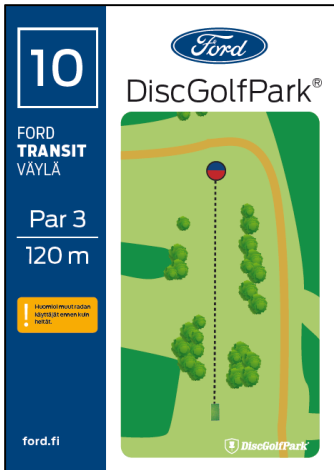 10
FORD
TRANSIT
VÄYLÄ
Par 3
120 m
! Huomioi muut radan
käyttäjät ennen kuin
heität.
ford.fi
Ford
DiscGolfPark®
DiscGolfPark